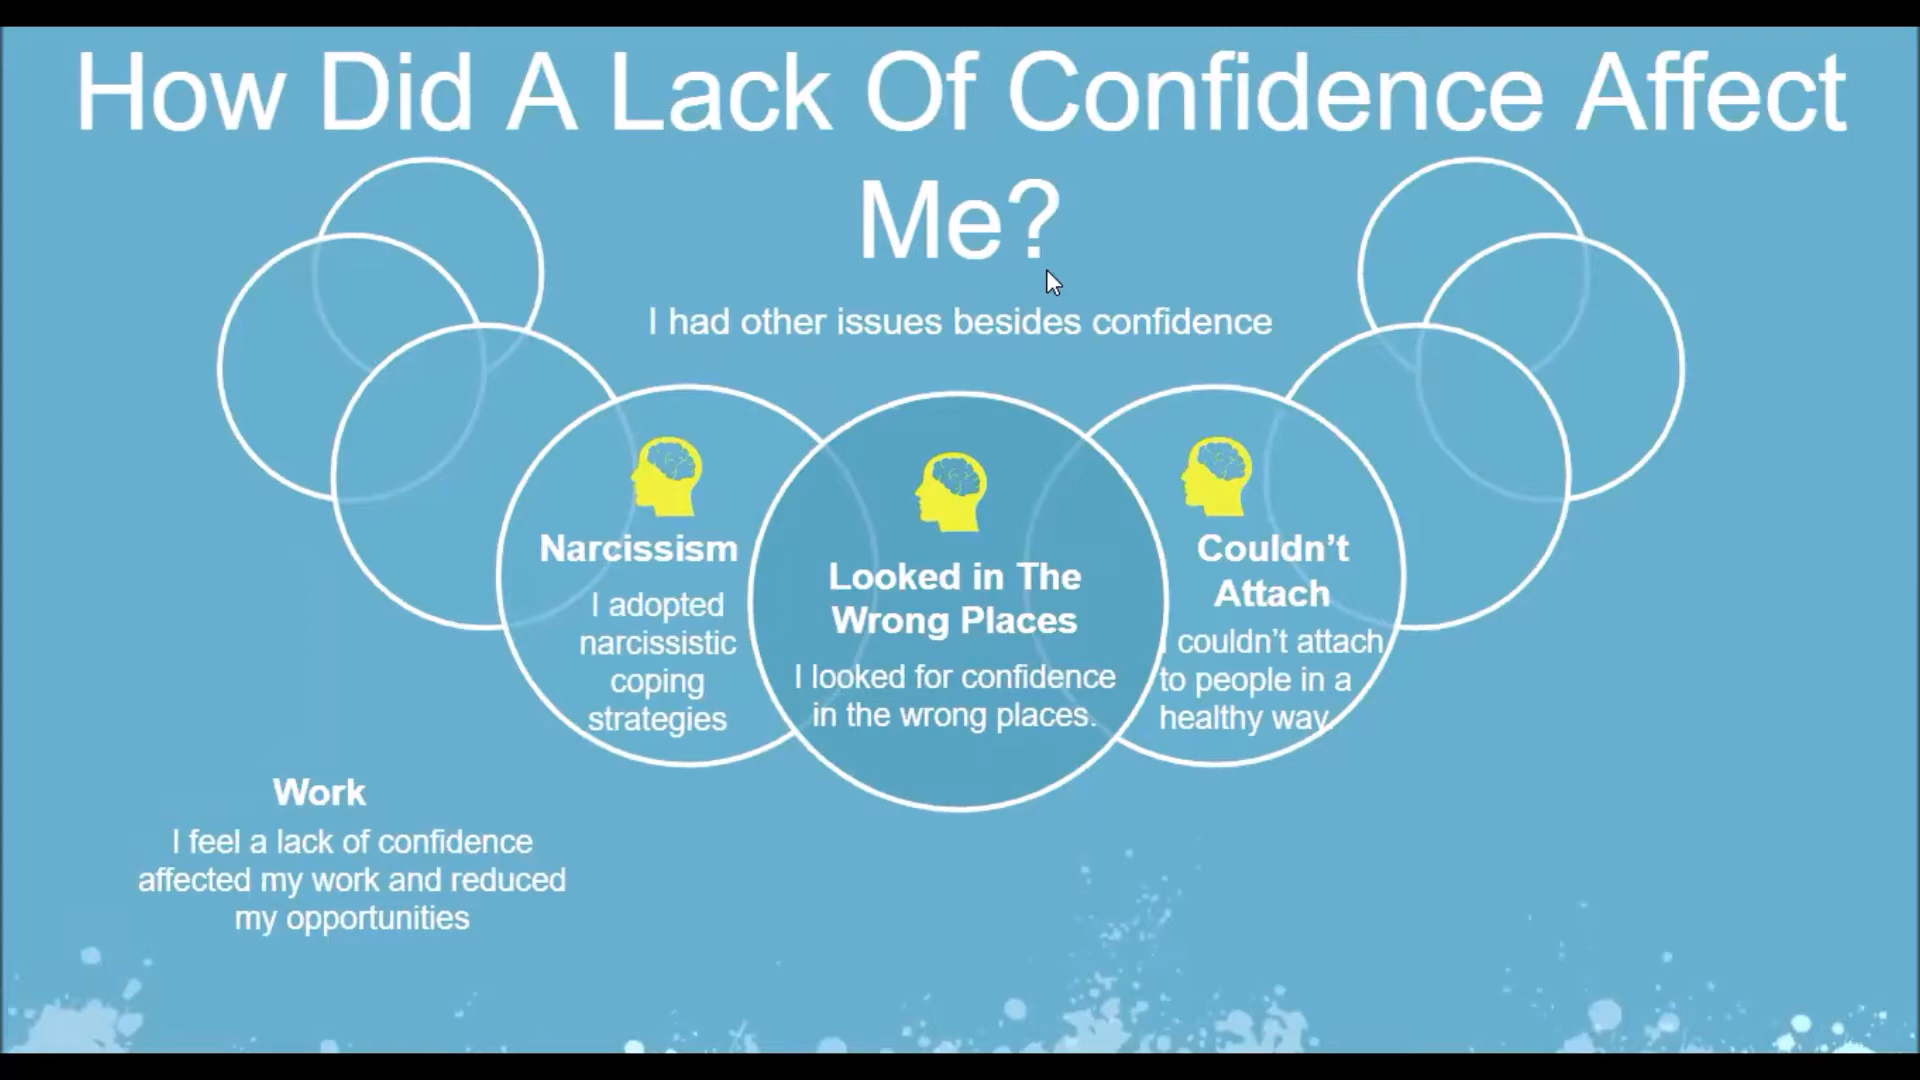 How Did A Lack Of Confidence Affect
Me?
I had other issues besides confidence
Narcissism
I adopted
narcissistic
coping
strategies
Looked in The
Wrong Places
I looked for confidence
in the wrong places.
Couldn’t
Attach
I couldn’t attach
to people in a
healthy way.
Work
I feel a lack of confidence
affected my work and reduced
my opportunities